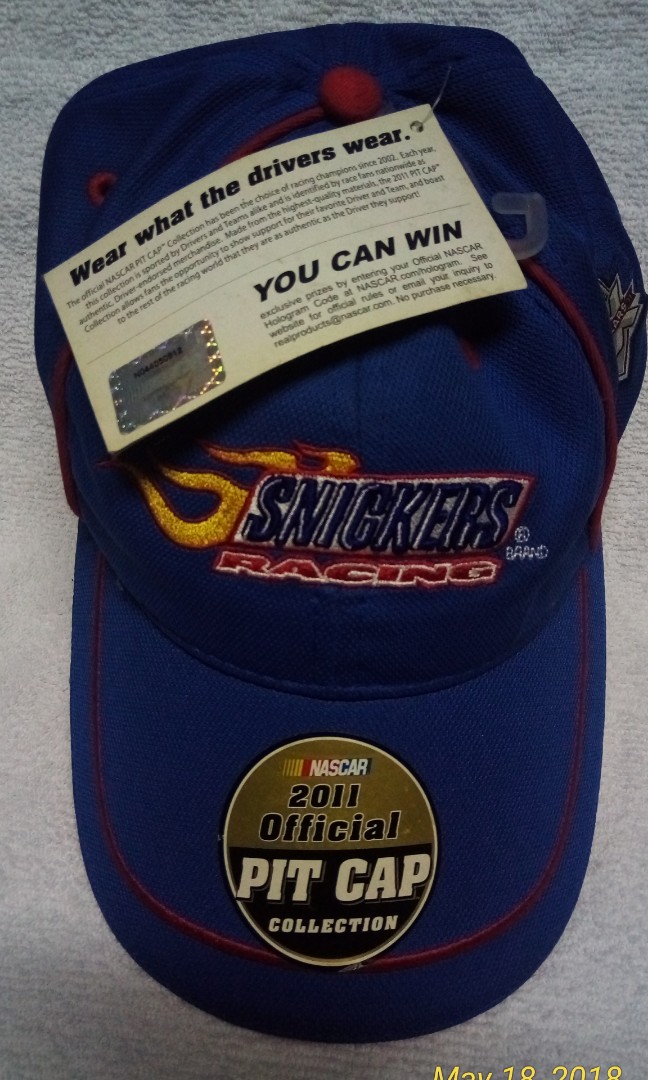 Wear what the drivers wear.
The official NASCAR PIT CAP™ Collection has been the choice of racing champions since 2002. Each year,
this collection is sported by Drivers and Teams alike and is identified by race fans nationwide as
authentic, Driver endorsed merchandise. Made from the highest-quality materials, the 2011 PIT CAP™
Collection allows fans the opportunity to show support for their favorite Driver and Team, and boast
to the rest of the racing world that they are as authentic as the Driver they support!
YOU CAN WIN
exclusive prizes by entering your Official NASCAR
Hologram Code at NASCAR.com/hologram. See
website for official rules or email your inquiry to
realproducts@nascar.com. No purchase necessary.
SNICKERS
®
BRAND
RACING
NASCAR
2011
Official
PIT CAP
COLLECTION
May 18, 2018